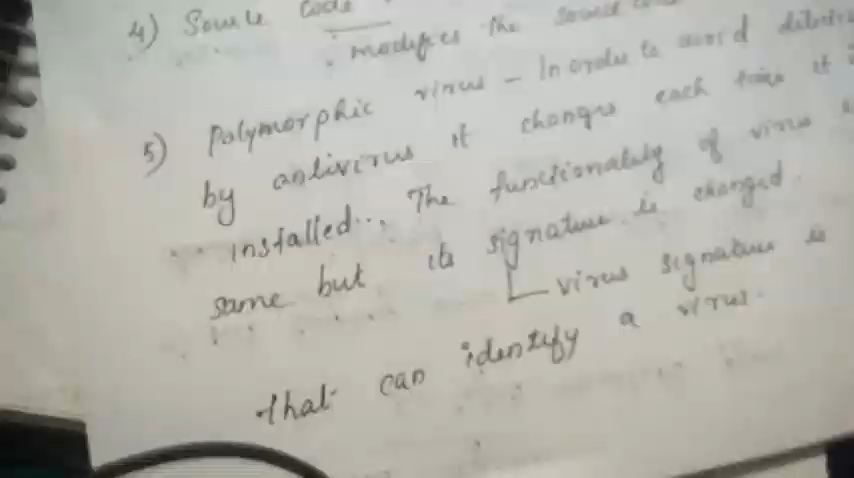 4) Source Code
modifies the source
5) Polymorphic virus - In order to avoid
by antivirus it changes each time it
installed... The functionality of virus
same but its signature is changed.
virus signature is
that can identify a virus.